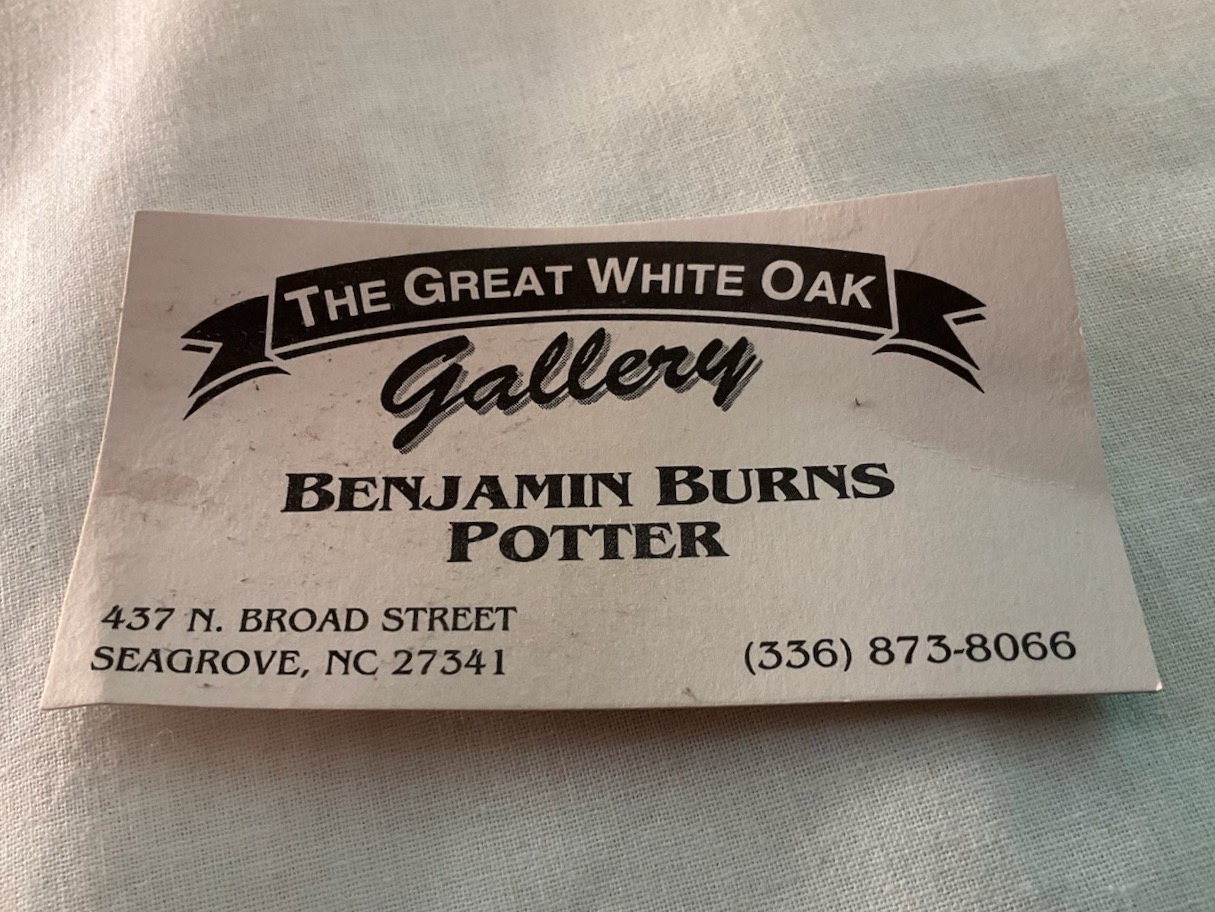 THE GREAT WHITE OAK
Gallery
BENJAMIN BURNS
POTTER
437 N. BROAD STREET
SEAGROVE, NC 27341
(336) 873-8066